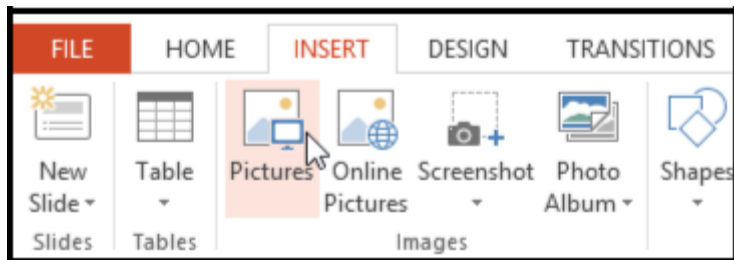 FILE HOME INSERT DESIGN TRANSITIONS
New Slide Table Pictures Online Pictures Screenshot Photo Album Shapes
Slides Tables Images